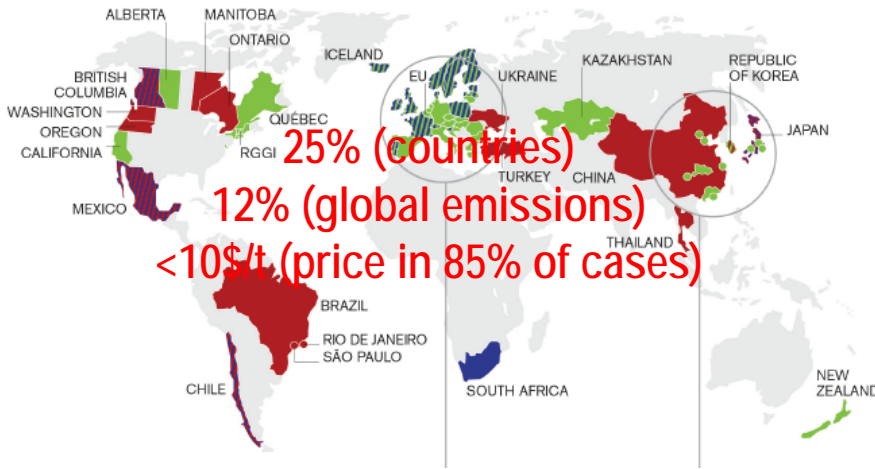 ALBERTA
MANITOBA
ONTARIO
ICELAND
BRITISH
COLUMBIA
EU
UKRAINE
KAZAKHSTAN
REPUBLIC
OF KOREA
WASHINGTON
OREGON
CALIFORNIA
QUÉBEC
RGGI
JAPAN
25% (countries)
TURKEY
CHINA
MEXICO
12% (global emissions)
THAILAND
<10$/t (price in 85% of cases)
BRAZIL
RIO DE JANEIRO
SÃO PAULO
CHILE
SOUTH AFRICA
NEW
ZEALAND